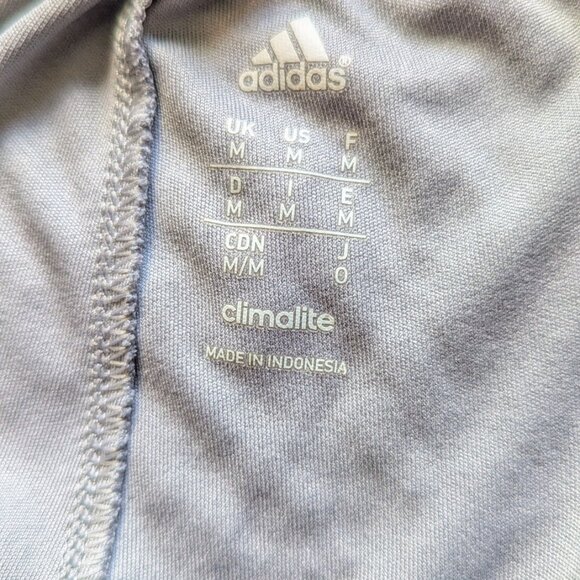 adidas®
UK US F
M M M
D I E
M M M
CDN J
M/M O
climalite
MADE IN INDONESIA